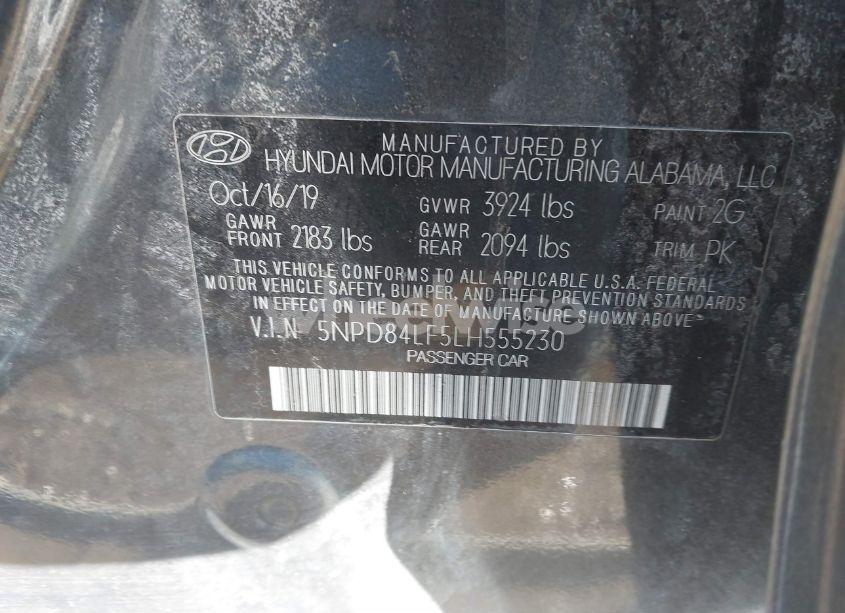 MANUFACTURED BY
HYUNDAI MOTOR MANUFACTURING ALABAMA, LLC
Oct/16/19 GVWR 3924 lbs PAINT 2G
GAWR FRONT 2183 lbs GAWR REAR 2094 lbs TRIM PK
THIS VEHICLE CONFORMS TO ALL APPLICABLE U.S.A. FEDERAL
MOTOR VEHICLE SAFETY, BUMPER, AND THEFT PREVENTION STANDARDS
IN EFFECT ON THE DATE OF MANUFACTURE SHOWN ABOVE
V.I.N 5NPD84LF5LH555230
PASSENGER CAR